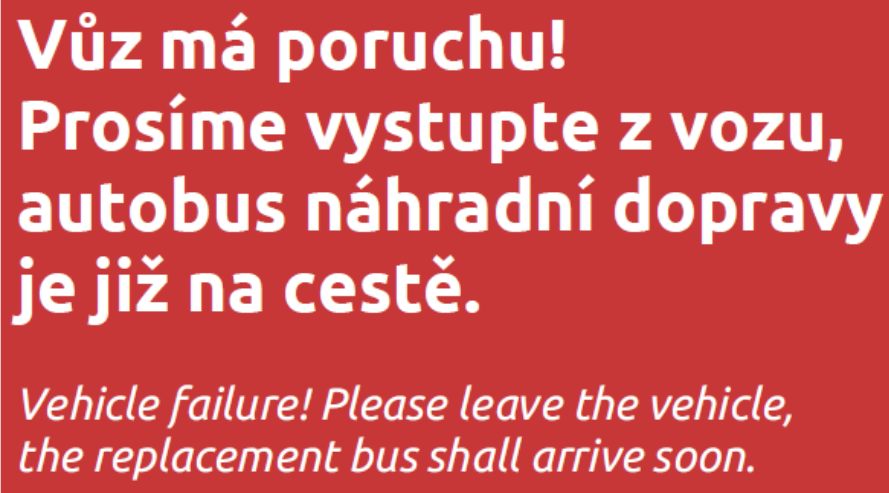 Vůz má poruchu!
Prosíme vystupte z vozu,
autobus náhradní dopravy
je již na cestě.
Vehicle failure! Please leave the vehicle,
the replacement bus shall arrive soon.